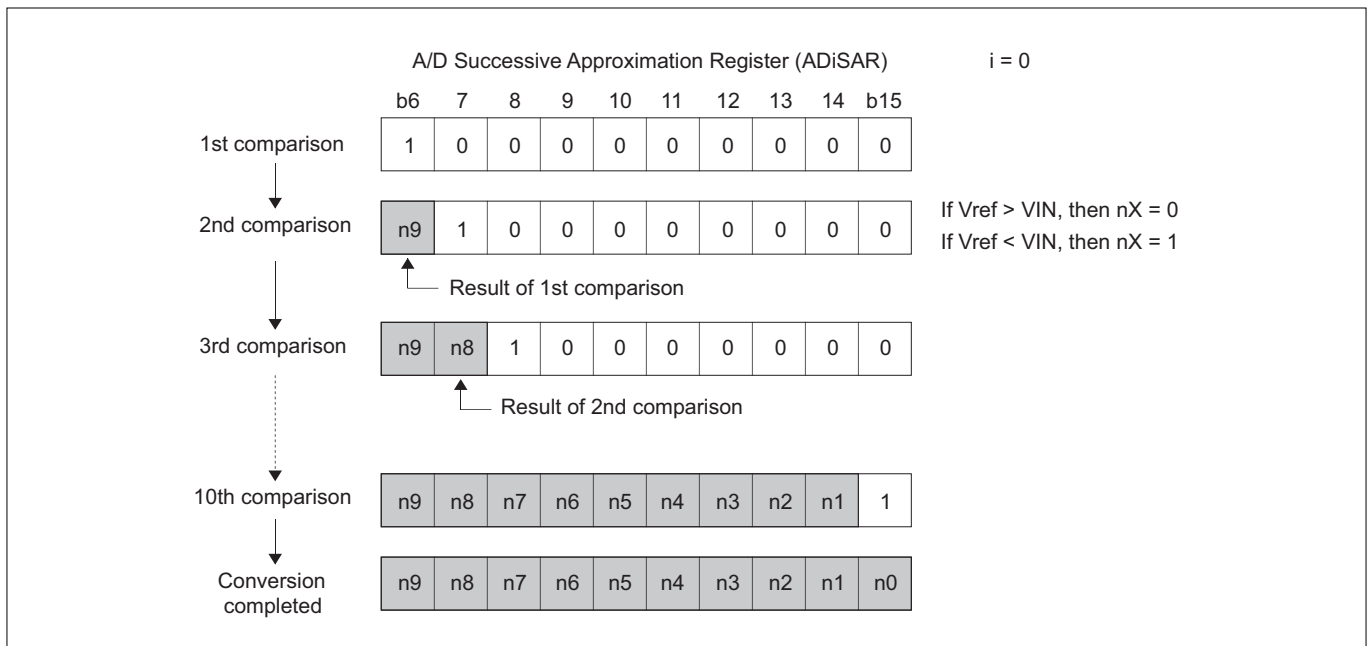 A/D Successive Approximation Register (ADiSAR) i = 0
b6 7 8 9 10 11 12 13 14 b15
1st comparison 1 0 0 0 0 0 0 0 0 0
2nd comparison n9 1 0 0 0 0 0 0 0 0
If Vref > VIN, then nX = 0
If Vref < VIN, then nX = 1
Result of 1st comparison
3rd comparison n9 n8 1 0 0 0 0 0 0 0
Result of 2nd comparison
10th comparison n9 n8 n7 n6 n5 n4 n3 n2 n1 1
Conversion
completed
n9 n8 n7 n6 n5 n4 n3 n2 n1 n0